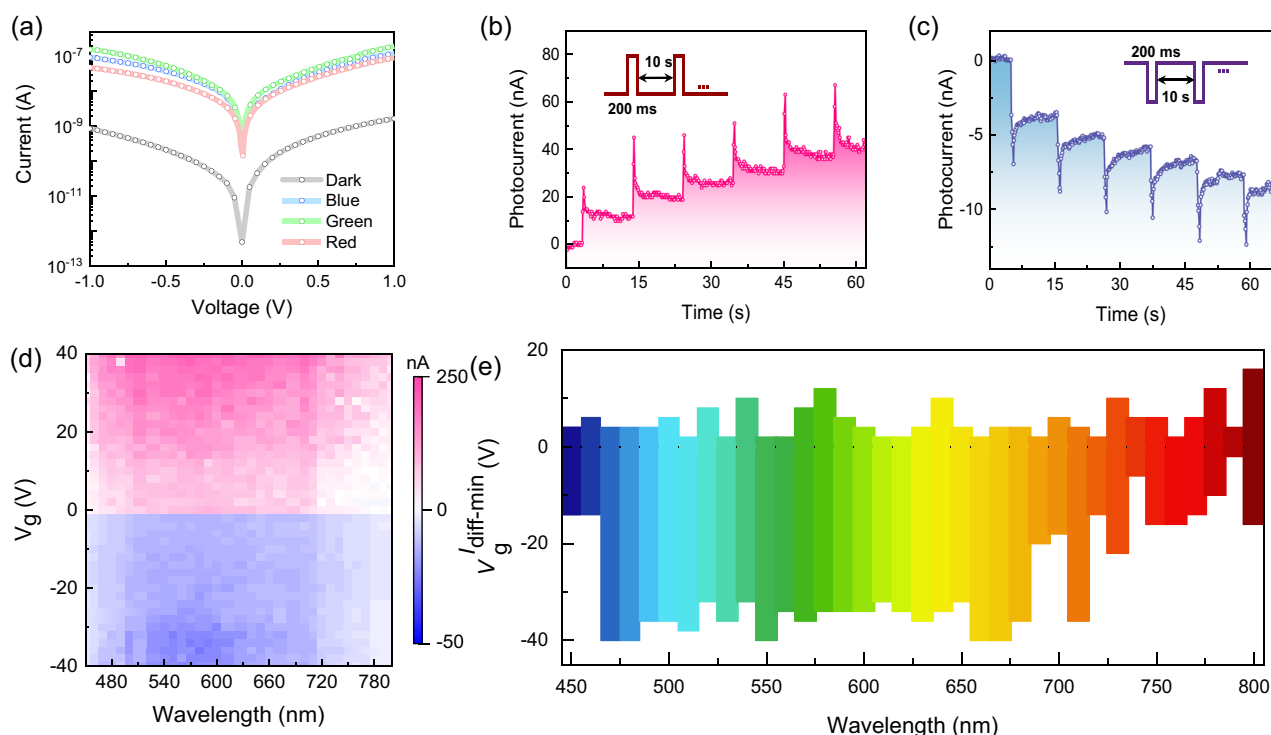 (a)
Current (A)
10⁻⁷
10⁻⁹
10⁻¹¹
10⁻¹³
Dark
Blue
Green
Red
-1.0 -0.5 0.0 0.5 1.0
Voltage (V)
(b)
Photocurrent (nA)
80
60
40
20
0
10 s
200 ms
0 15 30 45 60
Time (s)
(c)
Photocurrent (nA)
0
-5
-10
200 ms
10 s
0 15 30 45 60
Time (s)
(d)
V_g (V)
40
20
0
-20
-40
480 540 600 660 720 780
Wavelength (nm)
nA
250
0
-50
(e)
V_g^{I_diff-min} (V)
20
0
-20
-40
450 500 550 600 650 700 750 800
Wavelength (nm)